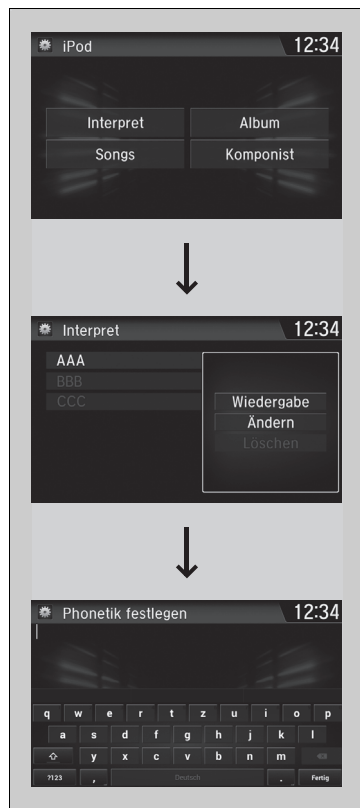 iPod 12:34
Interpret Album
Songs Komponist
Interpret 12:34
AAA
BBB
CCC
Wiedergabe
Ändern
Löschen
Phonetik festlegen 12:34
q w e r t z u i o p
a s d f g h j k l
y x c v b n m
?123 , Deutsch . Fertig